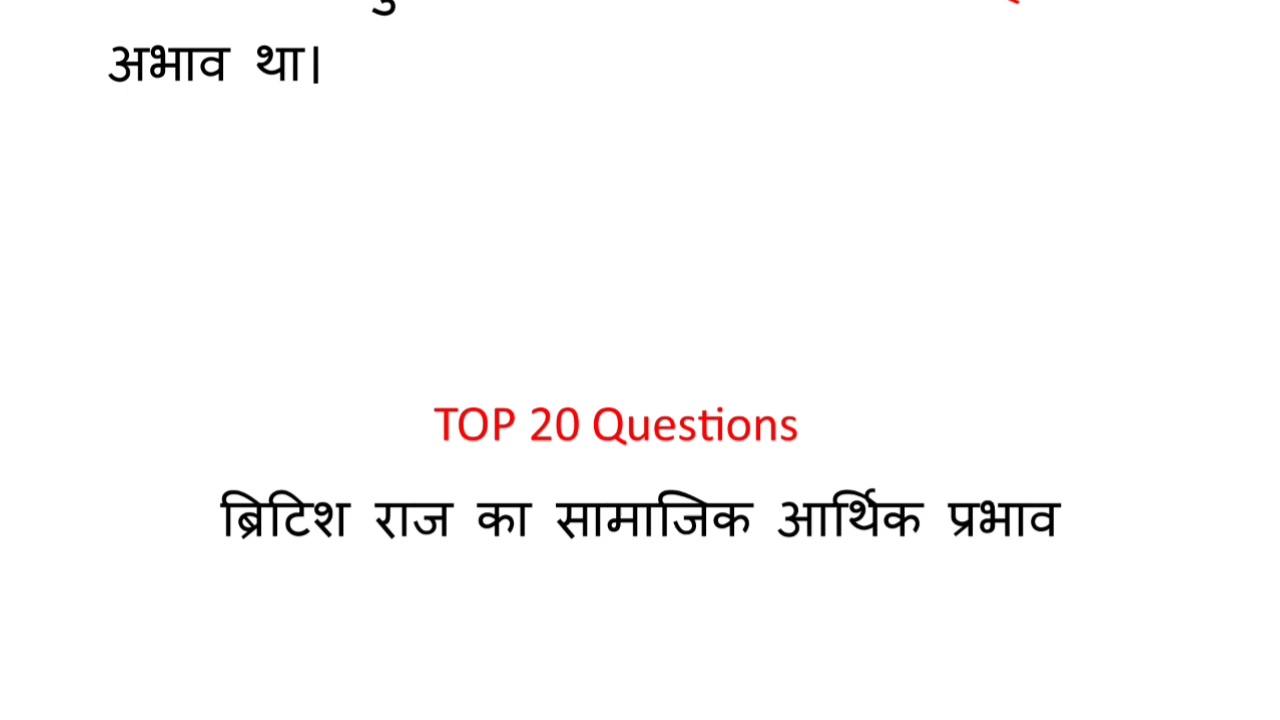 अभाव था।
TOP 20 Questions
ब्रिटिश राज का सामाजिक आर्थिक प्रभाव